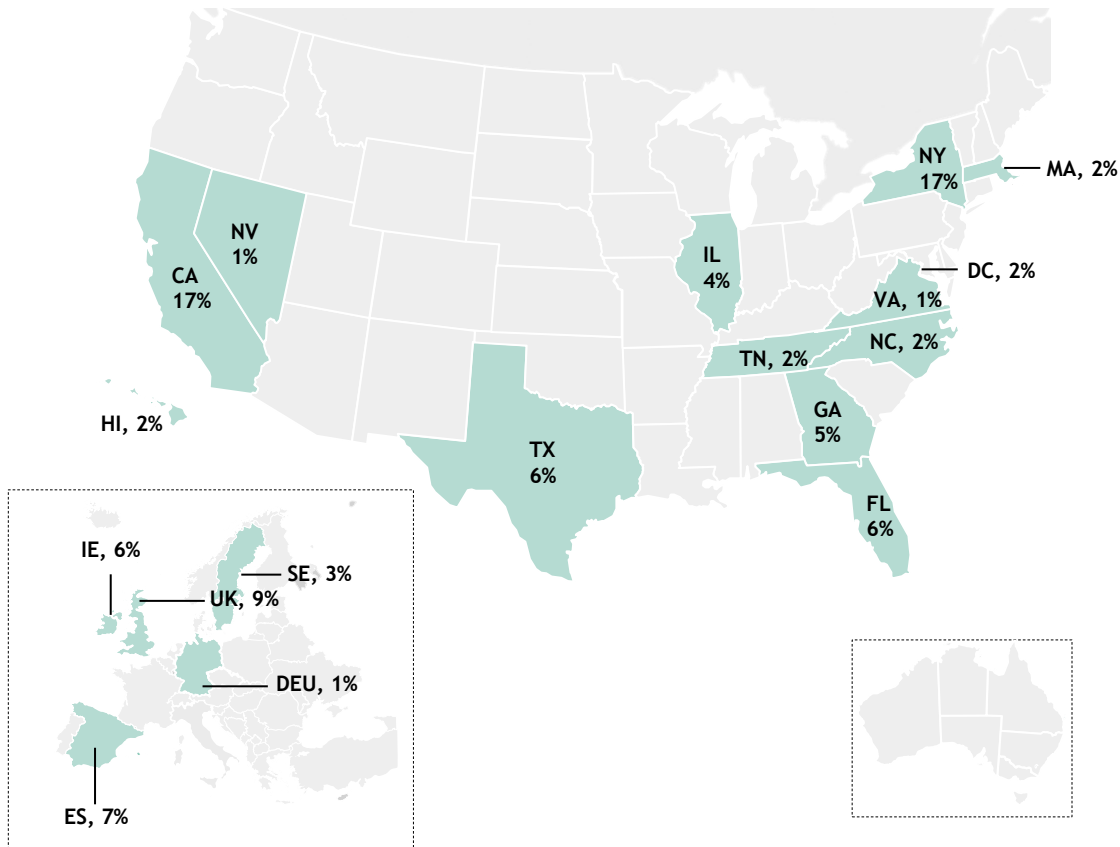 NY
17%
MA, 2%
NV
1%
IL
4%
CA
17%
DC, 2%
VA, 1%
NC, 2%
TN, 2%
HI, 2%
GA
5%
TX
6%
FL
6%
IE, 6%
SE, 3%
UK, 9%
DEU, 1%
ES, 7%